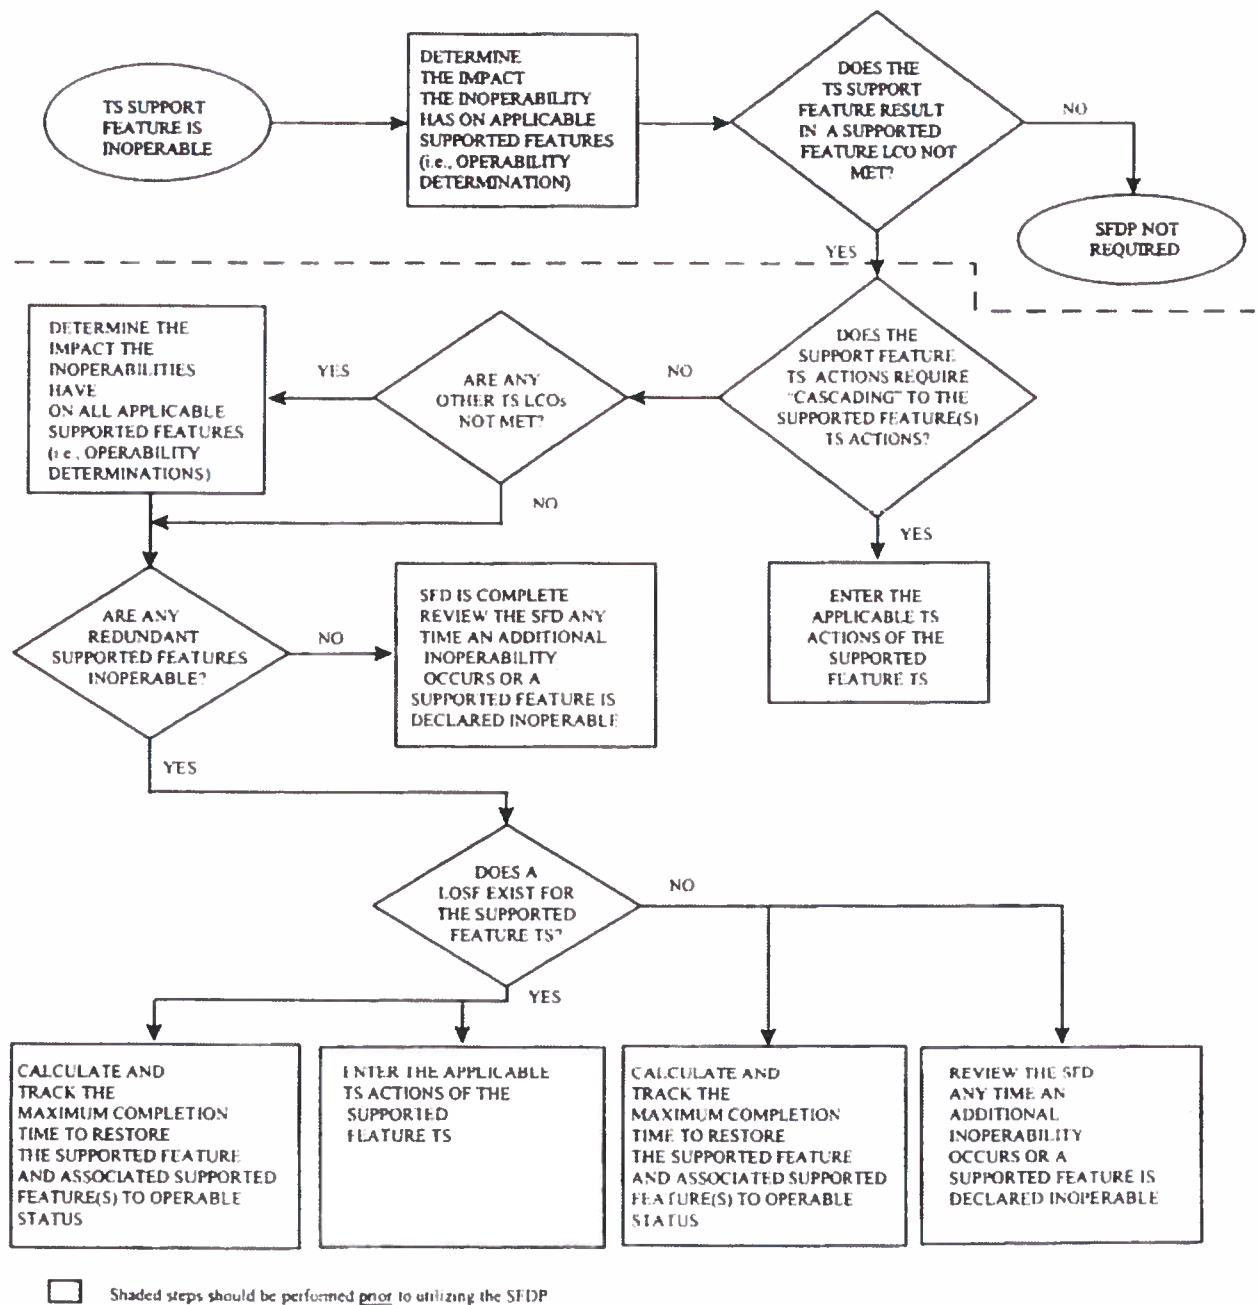 TS SUPPORT
FEATURE IS
INOPERABLE
DETERMINE
THE IMPACT
THE INOPERABILITY
HAS ON APPLICABLE
SUPPORTED FEATURES
(i.e., OPERABILITY
DETERMINATION)
DOES THE
TS SUPPORT
FEATURE RESULT
IN A SUPPORTED
FEATURE LCO NOT
MET?
NO
SFDP NOT
REQUIRED
YES
DOES THE
SUPPORT FEATURE
TS ACTIONS REQUIRE
"CASCADING" TO THE
SUPPORTED FEATURE(S)
TS ACTIONS?
NO
ARE ANY
OTHER TS LCOs
NOT MET?
YES
DETERMINE THE
IMPACT THE
INOPERABILITIES
HAVE
ON ALL APPLICABLE
SUPPORTED FEATURES
(i.e., OPERABILITY
DETERMINATIONS)
NO
YES
ENTER THE
APPLICABLE TS
ACTIONS OF THE
SUPPORTED
FEATURE TS
ARE ANY
REDUNDANT
SUPPORTED FEATURES
INOPERABLE?
NO
SFD IS COMPLETE
REVIEW THE SFD ANY
TIME AN ADDITIONAL
INOPERABILITY
OCCURS OR A
SUPPORTED FEATURE IS
DECLARED INOPERABLE
YES
DOES A
LOSF EXIST FOR
THE SUPPORTED
FEATURE TS?
NO
YES
CALCULATE AND
TRACK THE
MAXIMUM COMPLETION
TIME TO RESTORE
THE SUPPORTED FEATURE
AND ASSOCIATED SUPPORTED
FEATURE(S) TO OPERABLE
STATUS
ENTER THE APPLICABLE
TS ACTIONS OF THE
SUPPORTED
FEATURE TS
CALCULATE AND
TRACK THE
MAXIMUM COMPLETION
TIME TO RESTORE
THE SUPPORTED FEATURE
AND ASSOCIATED SUPPORTED
FEATURE(S) TO OPERABLE
STATUS
REVIEW THE SFD
ANY TIME AN
ADDITIONAL
INOPERABILITY
OCCURS OR A
SUPPORTED FEATURE IS
DECLARED INOPERABLE
Shaded steps should be performed prior to utilizing the SFDP